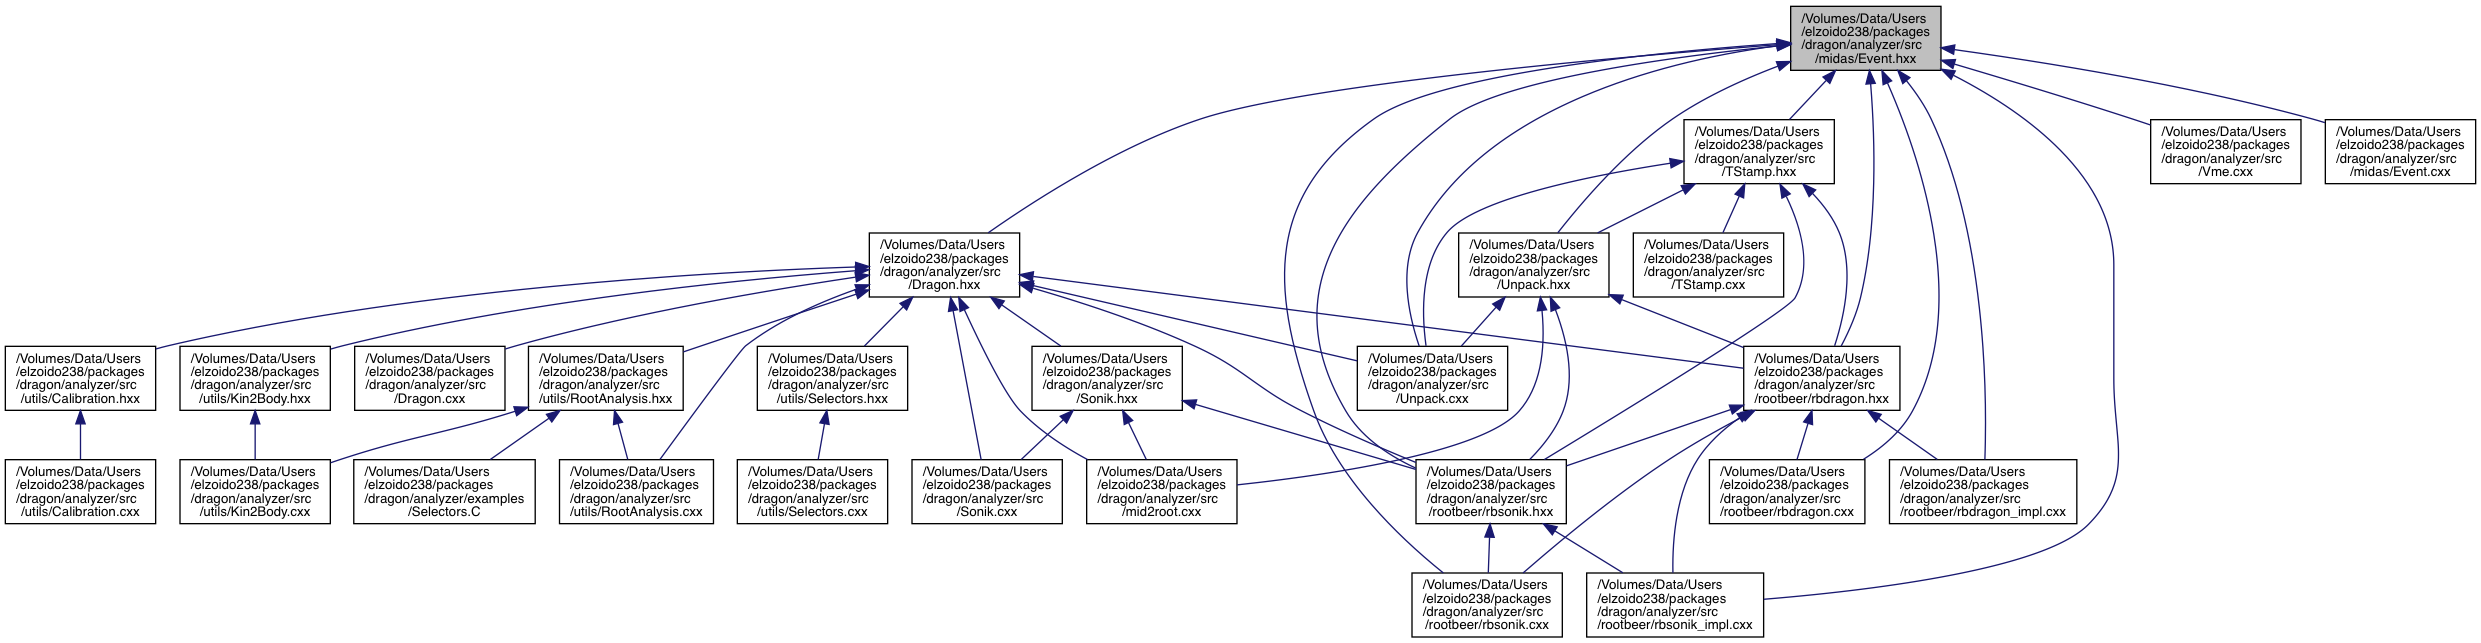 /Volumes/Data/Users
/elzoido238/packages
/dragon/analyzer/src
/midas/Event.hxx
/Volumes/Data/Users
/elzoido238/packages
/dragon/analyzer/src
/TStamp.hxx
/Volumes/Data/Users
/elzoido238/packages
/dragon/analyzer/src
/Vme.cxx
/Volumes/Data/Users
/elzoido238/packages
/dragon/analyzer/src
/midas/Event.cxx
/Volumes/Data/Users
/elzoido238/packages
/dragon/analyzer/src
/Dragon.hxx
/Volumes/Data/Users
/elzoido238/packages
/dragon/analyzer/src
/Unpack.hxx
/Volumes/Data/Users
/elzoido238/packages
/dragon/analyzer/src
/TStamp.cxx
/Volumes/Data/Users
/elzoido238/packages
/dragon/analyzer/src
/utils/Calibration.hxx
/Volumes/Data/Users
/elzoido238/packages
/dragon/analyzer/src
/utils/Kin2Body.hxx
/Volumes/Data/Users
/elzoido238/packages
/dragon/analyzer/src
/Dragon.cxx
/Volumes/Data/Users
/elzoido238/packages
/dragon/analyzer/src
/utils/RootAnalysis.hxx
/Volumes/Data/Users
/elzoido238/packages
/dragon/analyzer/src
/utils/Selectors.hxx
/Volumes/Data/Users
/elzoido238/packages
/dragon/analyzer/src
/Sonik.hxx
/Volumes/Data/Users
/elzoido238/packages
/dragon/analyzer/src
/Unpack.cxx
/Volumes/Data/Users
/elzoido238/packages
/dragon/analyzer/src
/rootbeer/rbdragon.hxx
/Volumes/Data/Users
/elzoido238/packages
/dragon/analyzer/src
/utils/Calibration.cxx
/Volumes/Data/Users
/elzoido238/packages
/dragon/analyzer/src
/utils/Kin2Body.cxx
/Volumes/Data/Users
/elzoido238/packages
/dragon/analyzer/examples
/Selectors.C
/Volumes/Data/Users
/elzoido238/packages
/dragon/analyzer/src
/utils/RootAnalysis.cxx
/Volumes/Data/Users
/elzoido238/packages
/dragon/analyzer/src
/utils/Selectors.cxx
/Volumes/Data/Users
/elzoido238/packages
/dragon/analyzer/src
/Sonik.cxx
/Volumes/Data/Users
/elzoido238/packages
/dragon/analyzer/src
/mid2root.cxx
/Volumes/Data/Users
/elzoido238/packages
/dragon/analyzer/src
/rootbeer/rbsonik.hxx
/Volumes/Data/Users
/elzoido238/packages
/dragon/analyzer/src
/rootbeer/rbdragon.cxx
/Volumes/Data/Users
/elzoido238/packages
/dragon/analyzer/src
/rootbeer/rbdragon_impl.cxx
/Volumes/Data/Users
/elzoido238/packages
/dragon/analyzer/src
/rootbeer/rbsonik.cxx
/Volumes/Data/Users
/elzoido238/packages
/dragon/analyzer/src
/rootbeer/rbsonik_impl.cxx